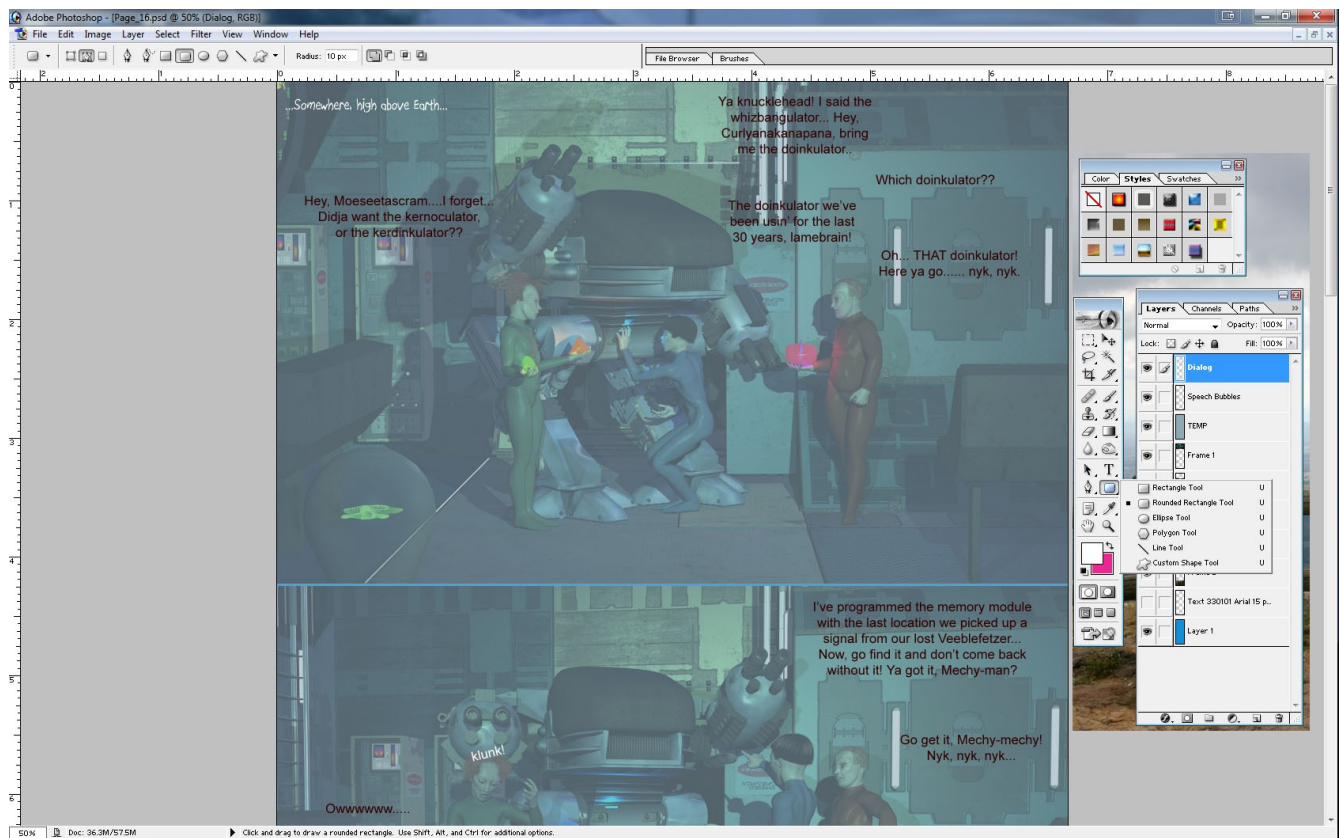 Adobe Photoshop - [Page_16.psd @ 50% (Dialog, RGB)]
File Edit Image Layer Select Filter View Window Help
Radius: 10 px
File Browser Brushes
...Somewhere, high above Earth...
Ya knucklehead! I said the
whizbangulator... Hey,
Curlyanakanapana, bring
me the doinkulator..
Which doinkulator??
Hey, Moeseetascram....I forget...
Didja want the kernoculator,
or the kerdinkulator??
The doinkulator we've
been usin' for the last
30 years, lamebrain!
Oh... THAT doinkulator!
Here ya go...... nyk, nyk.
I've programmed the memory module
with the last location we picked up a
signal from our lost Veeblefetzer...
Now, go find it and don't come back
without it! Ya got it, Mechy-man?
Go get it, Mechy-mechy!
Nyk, nyk, nyk...
klunk!
Owwwwww.....
Color Styles Swatches
Layers Channels Paths
Normal Opacity: 100%
Lock: Fill: 100%
Dialog
Speech Bubbles
TEMP
Frame 1
Rectangle Tool U
Rounded Rectangle Tool U
Ellipse Tool U
Polygon Tool U
Line Tool U
Custom Shape Tool U
Text 330101 Arial 15 p...
Layer 1
50% Doc: 36.3M/57.5M Click and drag to draw a rounded rectangle. Use Shift, Alt, and Ctrl for additional options.